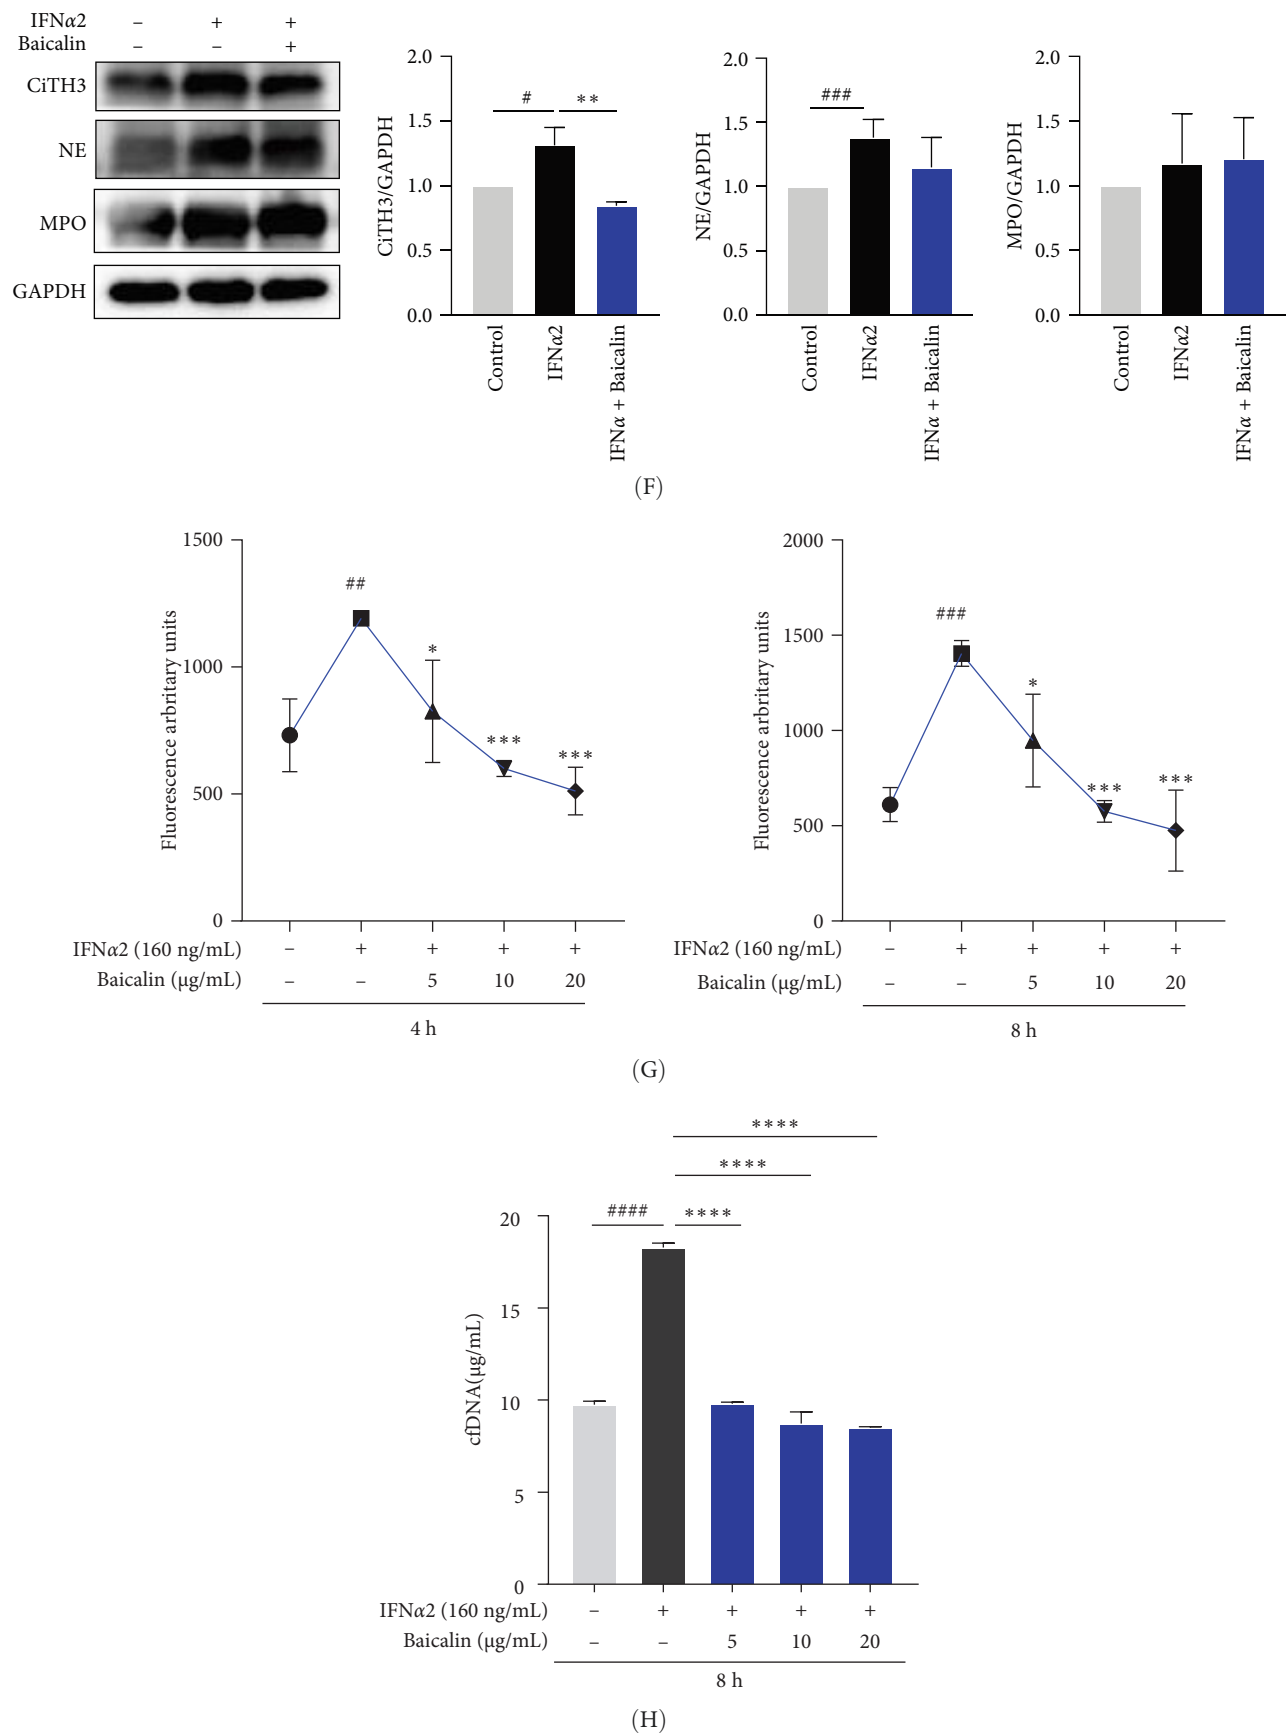 IFNα2 – + +
Baicalin – – +
CiTH3
NE
MPO
GAPDH
CiTH3/GAPDH
2.0
1.5
1.0
0.5
0.0
# **
Control
IFNα2
IFNα + Baicalin
NE/GAPDH
2.0
1.5
1.0
0.5
0.0
###
Control
IFNα2
IFNα + Baicalin
MPO/GAPDH
2.0
1.5
1.0
0.5
0.0
Control
IFNα2
IFNα + Baicalin
(F)
Fluorescence arbritary units
1500
1000
500
0
##
*
***
***
IFNα2 (160 ng/mL) – + + + +
Baicalin (μg/mL) – – 5 10 20
4 h
Fluorescence arbritary units
2000
1500
1000
500
0
###
*
***
***
IFNα2 (160 ng/mL) – + + + +
Baicalin (μg/mL) – – 5 10 20
8 h
(G)
****
****
#### ****
cfDNA(μg/mL)
20
15
10
5
0
IFNα2 (160 ng/mL) – + + + +
Baicalin (μg/mL) – – 5 10 20
8 h
(H)